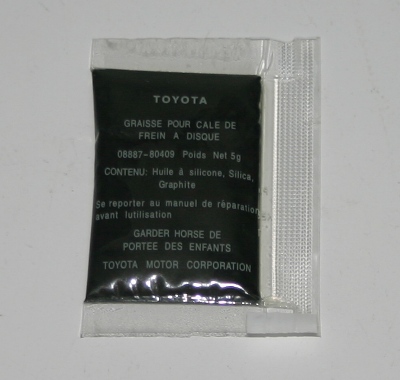 TOYOTA
GRAISSE POUR CALE DE
FREIN A DISQUE
08887-80409 Poids Net 5g
CONTENU: Huile à silicone, Silica,
Graphite
Se reporter au manuel de réparation
avant lutilisation
GARDER HORSE DE
PORTEE DES ENFANTS
TOYOTA MOTOR CORPORATION